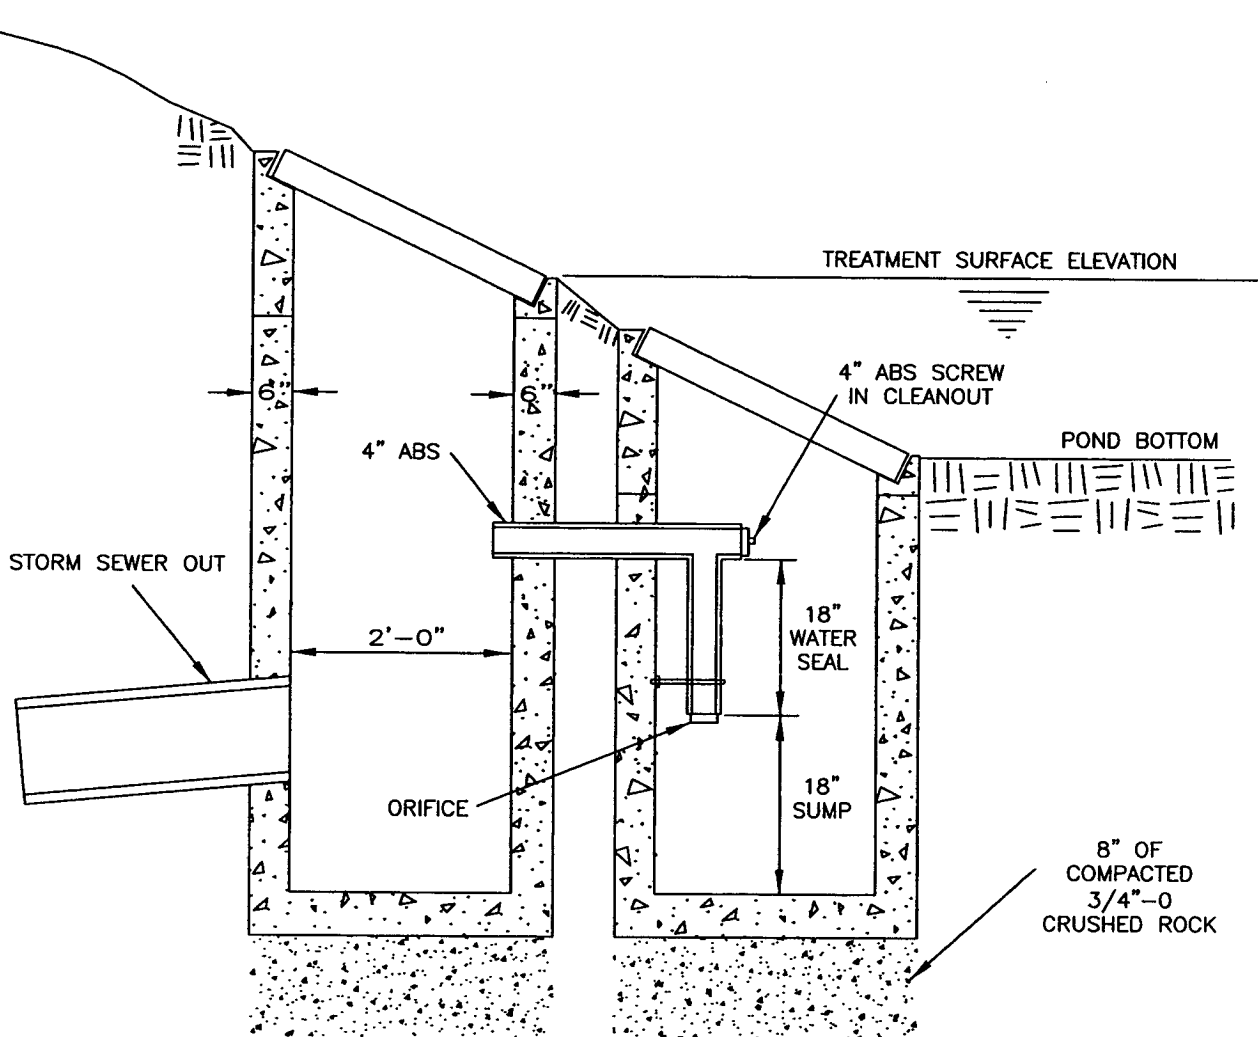 TREATMENT SURFACE ELEVATION
4" ABS SCREW
IN CLEANOUT
6"
6"
POND BOTTOM
4" ABS
STORM SEWER OUT
18"
WATER
SEAL
2'-0"
18"
SUMP
ORIFICE
8" OF
COMPACTED
3/4"-0
CRUSHED ROCK